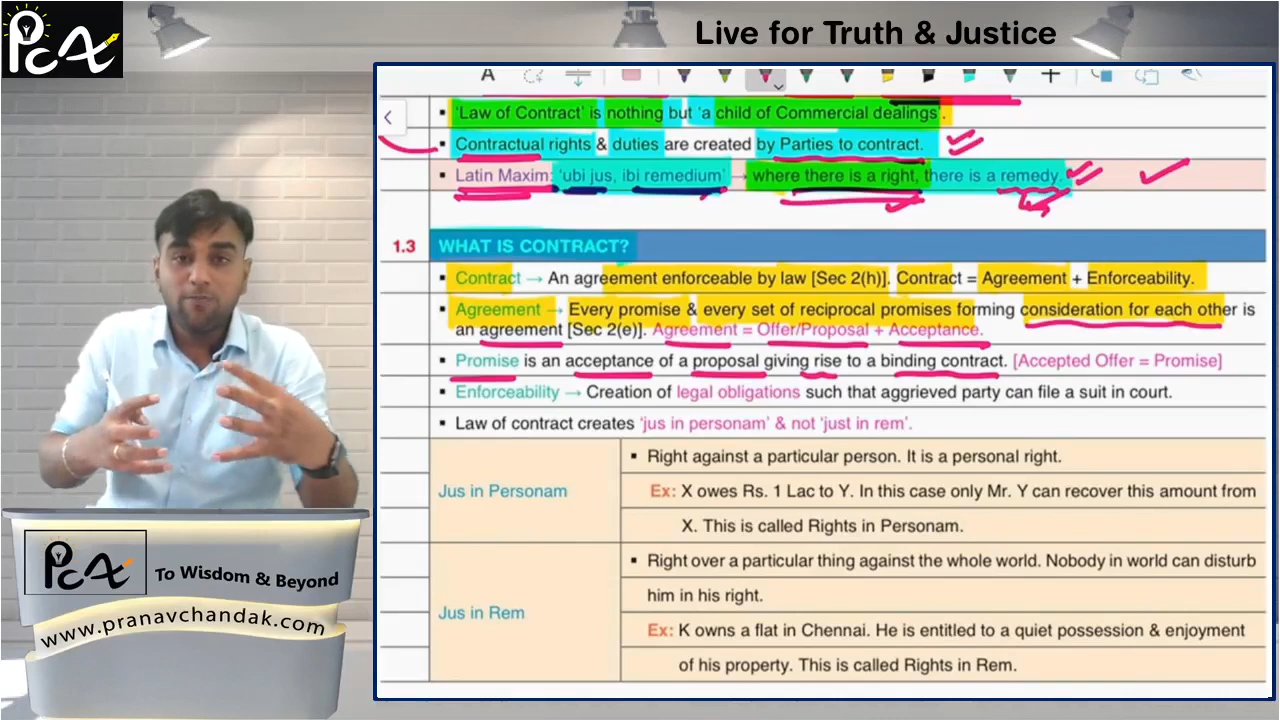 PCA
Live for Truth & Justice
A
▪ 'Law of Contract' is nothing but 'a child of Commercial dealings'.
▪ Contractual rights & duties are created by Parties to contract.
▪ Latin Maxim: 'ubi jus, ibi remedium' → where there is a right, there is a remedy.
1.3 WHAT IS CONTRACT?
▪ Contract → An agreement enforceable by law [Sec 2(h)]. Contract = Agreement + Enforceability.
▪ Agreement → Every promise & every set of reciprocal promises forming consideration for each other is
an agreement [Sec 2(e)]. Agreement = Offer/Proposal + Acceptance.
▪ Promise is an acceptance of a proposal giving rise to a binding contract. [Accepted Offer = Promise]
▪ Enforceability → Creation of legal obligations such that aggrieved party can file a suit in court.
▪ Law of contract creates 'jus in personam' & not 'just in rem'.
Jus in Personam
▪ Right against a particular person. It is a personal right.
Ex: X owes Rs. 1 Lac to Y. In this case only Mr. Y can recover this amount from
X. This is called Rights in Personam.
Jus in Rem
▪ Right over a particular thing against the whole world. Nobody in world can disturb
him in his right.
Ex: K owns a flat in Chennai. He is entitled to a quiet possession & enjoyment
of his property. This is called Rights in Rem.
PCA
To Wisdom & Beyond
www.pranavchandak.com